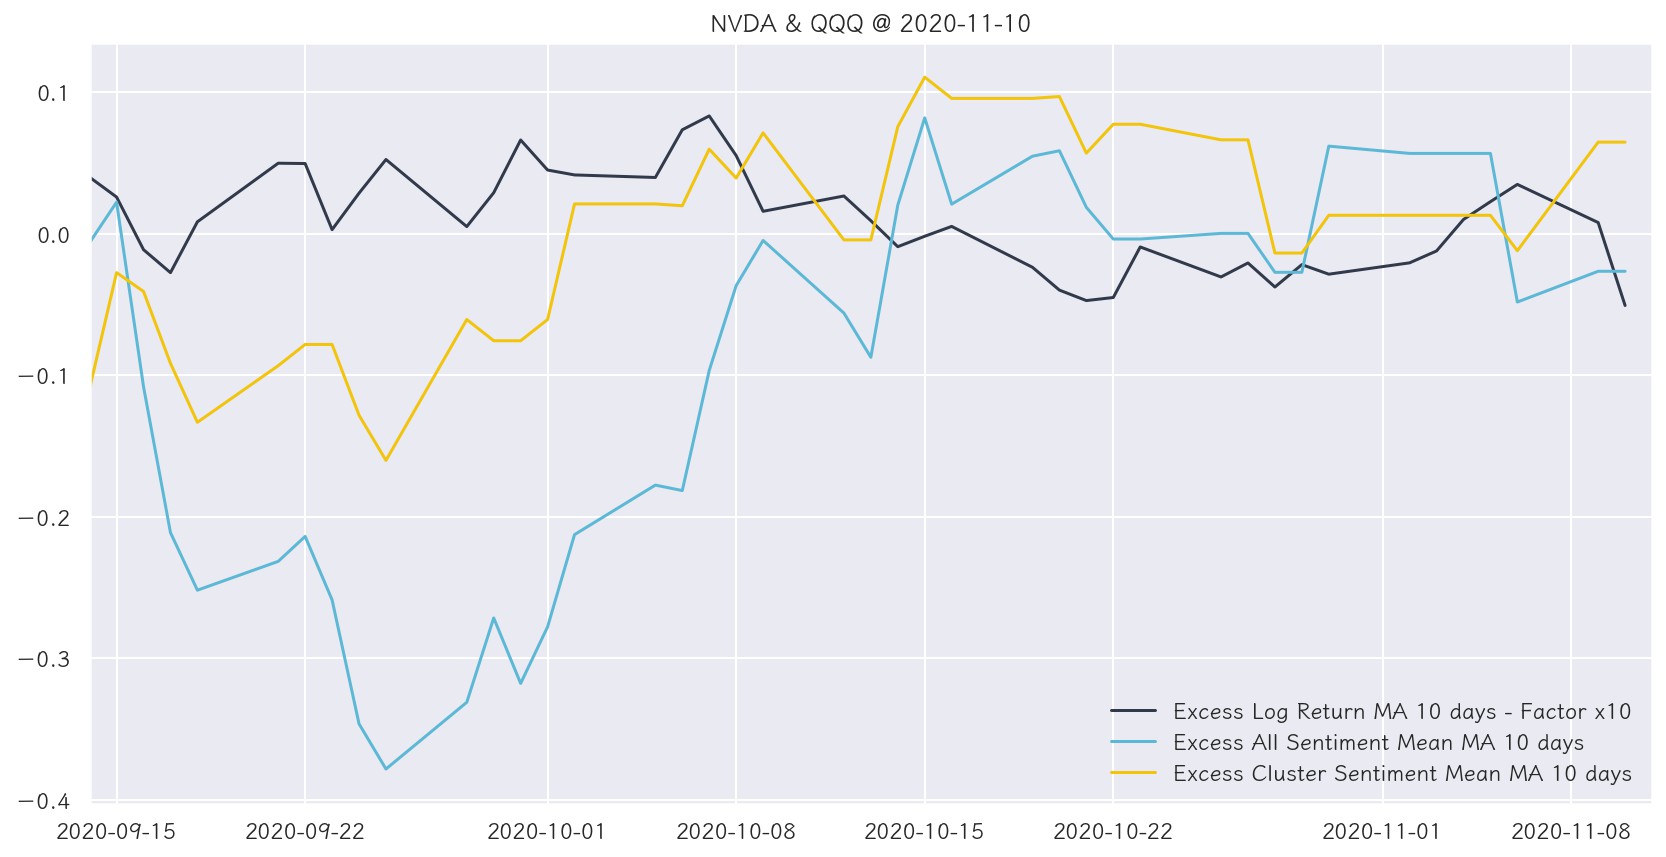 NVDA & QQQ @ 2020-11-10
0.1
0.0
−0.1
−0.2
−0.3
−0.4
Excess Log Return MA 10 days - Factor x10
Excess All Sentiment Mean MA 10 days
Excess Cluster Sentiment Mean MA 10 days
2020-09-15 2020-09-22 2020-10-01 2020-10-08 2020-10-15 2020-10-22 2020-11-01 2020-11-08